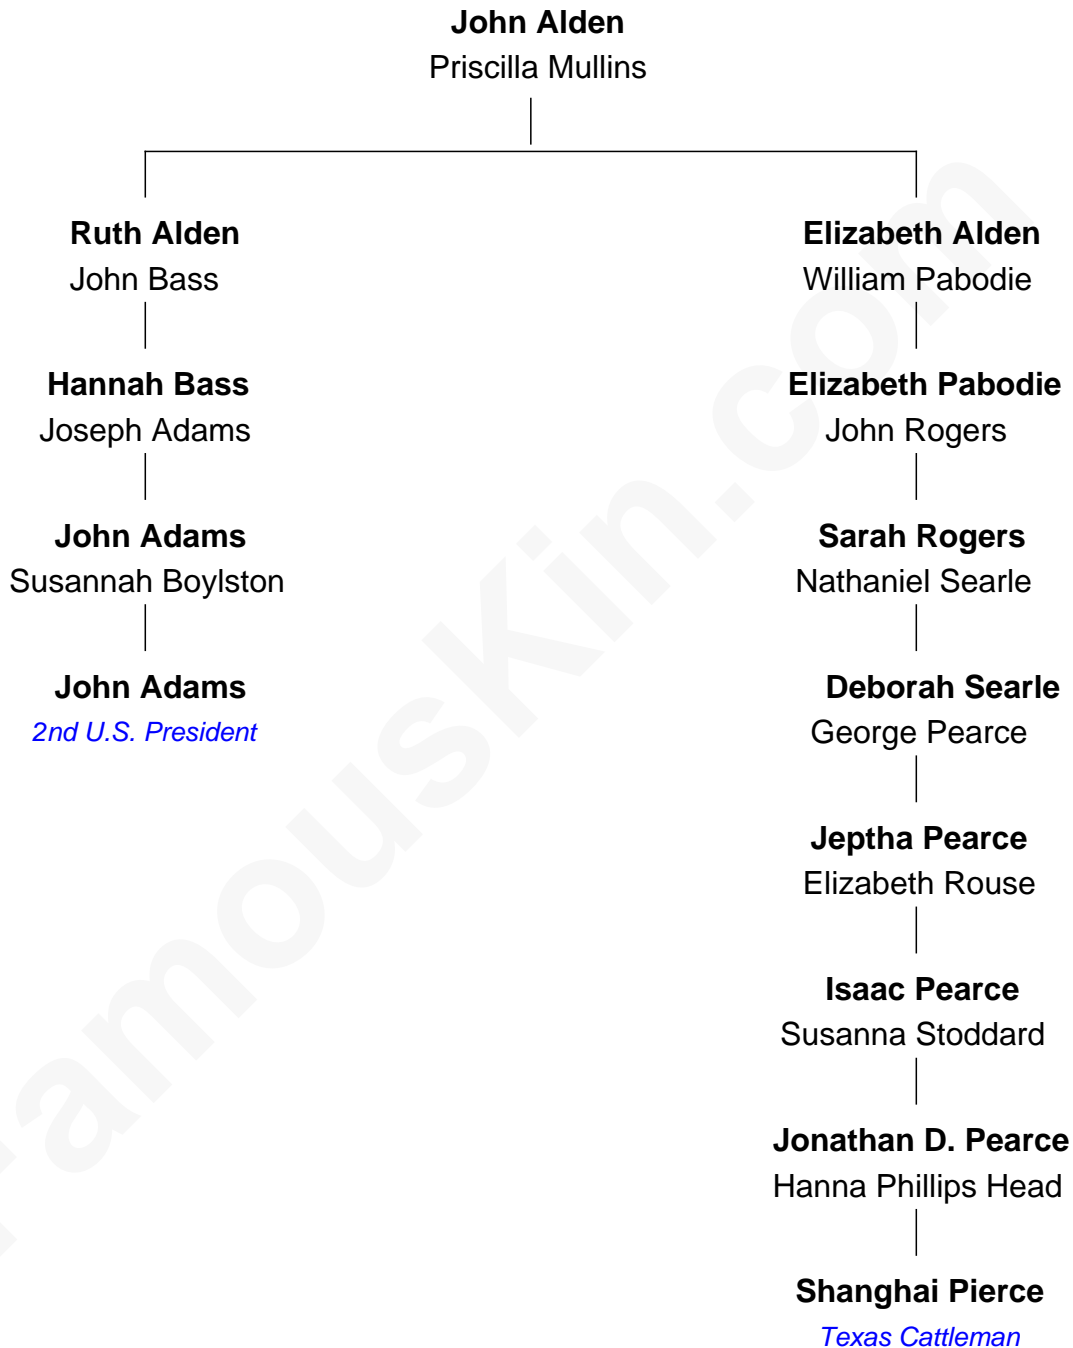 John Alden
Priscilla Mullins
Ruth Alden
John Bass
Hannah Bass
Joseph Adams
John Adams
Susannah Boylston
John Adams
2nd U.S. President
Elizabeth Alden
William Pabodie
Elizabeth Pabodie
John Rogers
Sarah Rogers
Nathaniel Searle
Deborah Searle
George Pearce
Jeptha Pearce
Elizabeth Rouse
Isaac Pearce
Susanna Stoddard
Jonathan D. Pearce
Hanna Phillips Head
Shanghai Pierce
Texas Cattleman
FamousKin.com